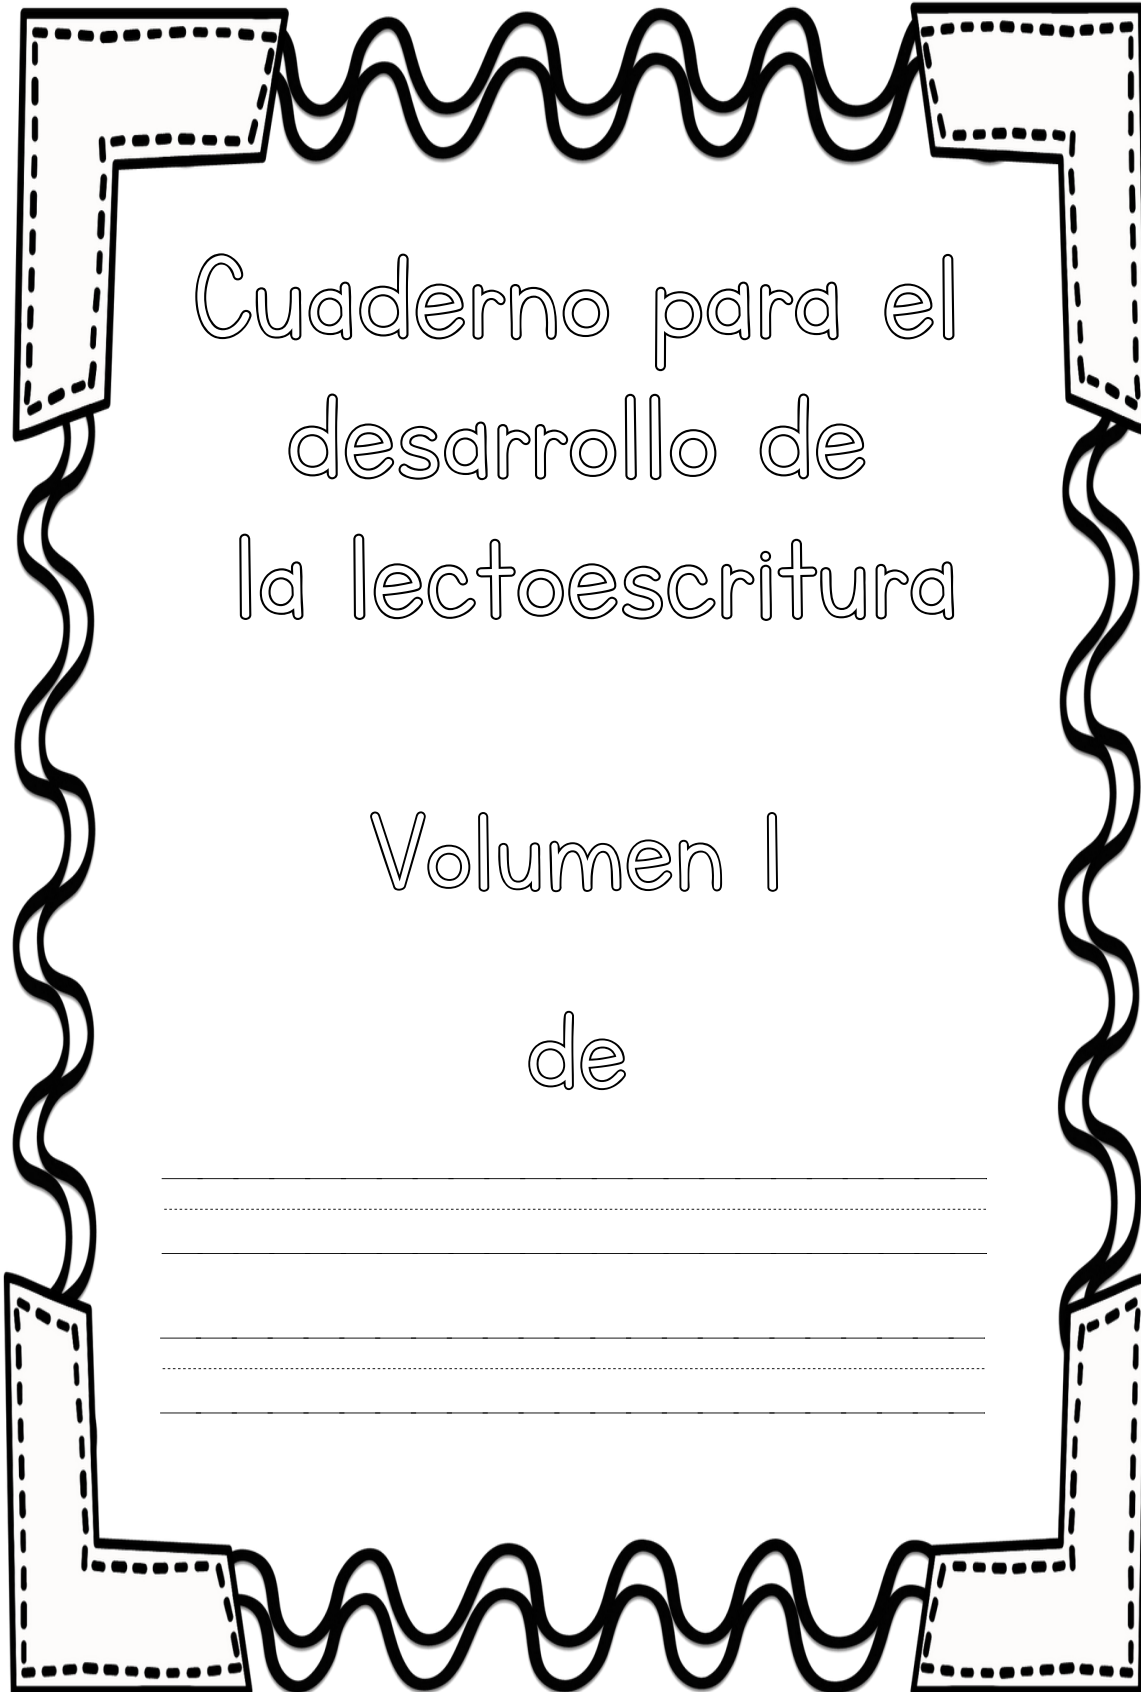 Cuaderno para el
desarrollo de
la lectoescritura
Volumen 1
de